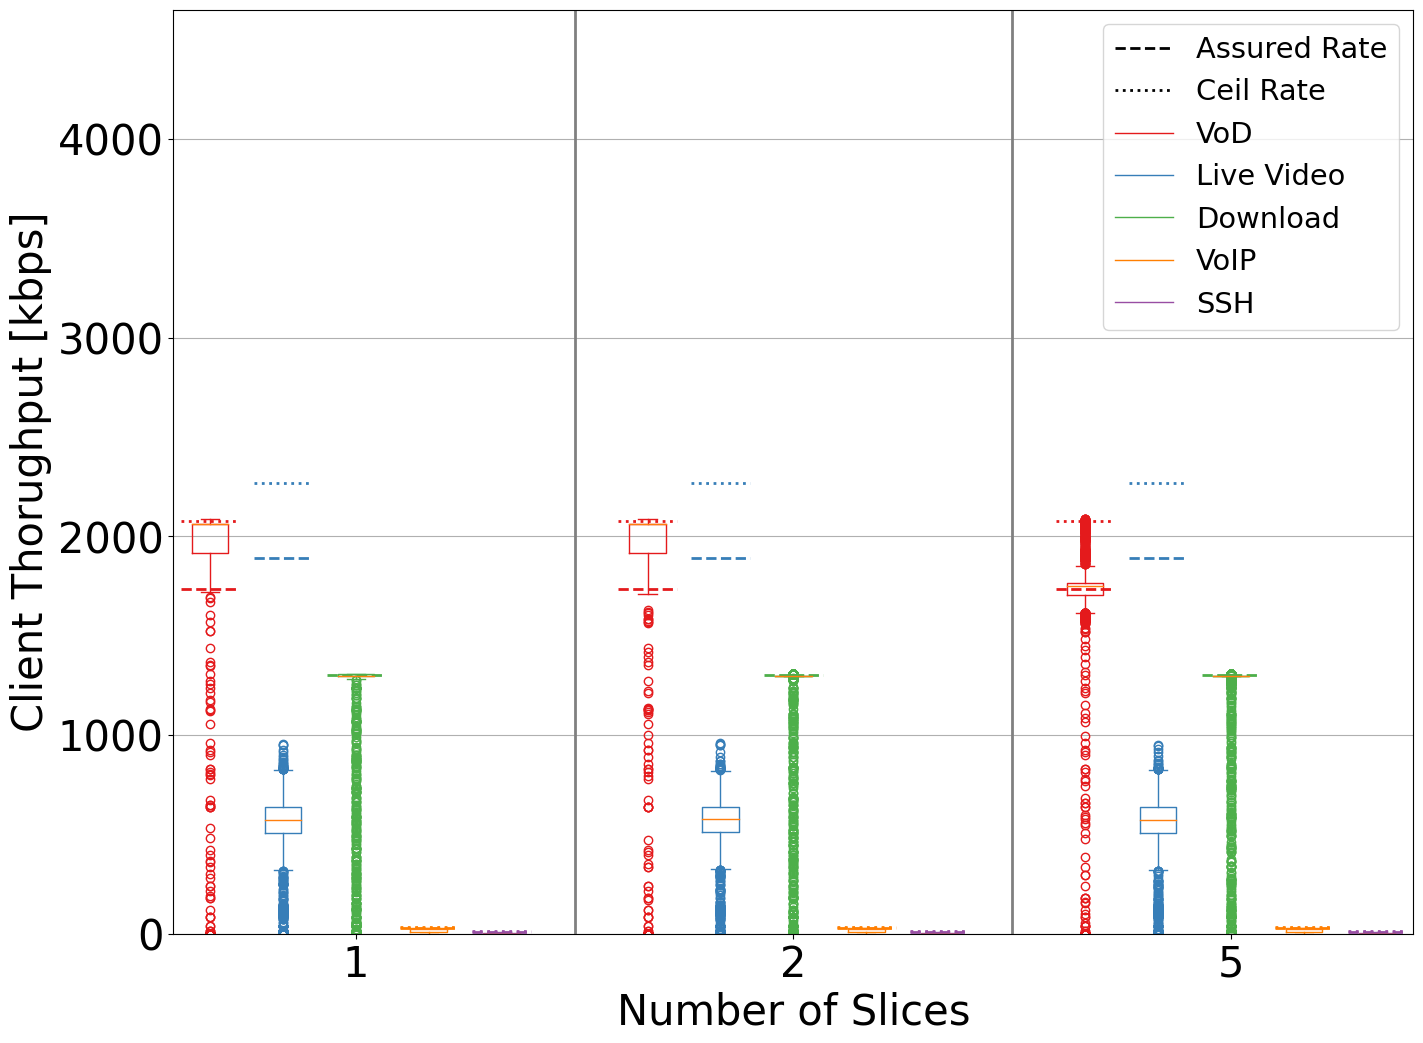 Client Thorughput [kbps]
4000
3000
2000
1000
0
Assured Rate
Ceil Rate
VoD
Live Video
Download
VoIP
SSH
1
2
5
Number of Slices